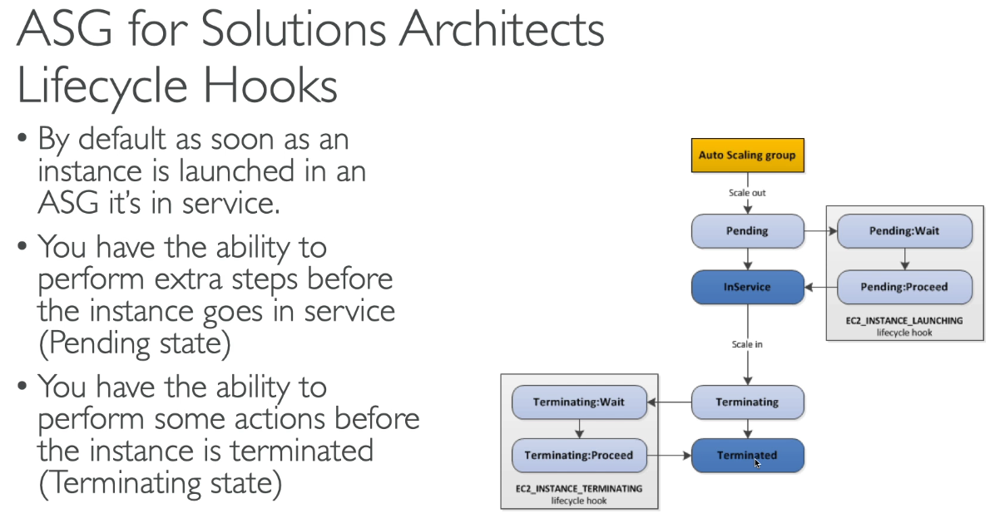 ASG for Solutions Architects
Lifecycle Hooks
• By default as soon as an
instance is launched in an
ASG it's in service.
• You have the ability to
perform extra steps before
the instance goes in service
(Pending state)
• You have the ability to
perform some actions before
the instance is terminated
(Terminating state)
Auto Scaling group
Scale out
Pending
Pending:Wait
InService
Pending:Proceed
EC2_INSTANCE_LAUNCHING
lifecycle hook
Scale in
Terminating:Wait
Terminating
Terminating:Proceed
Terminated
EC2_INSTANCE_TERMINATING
lifecycle hook